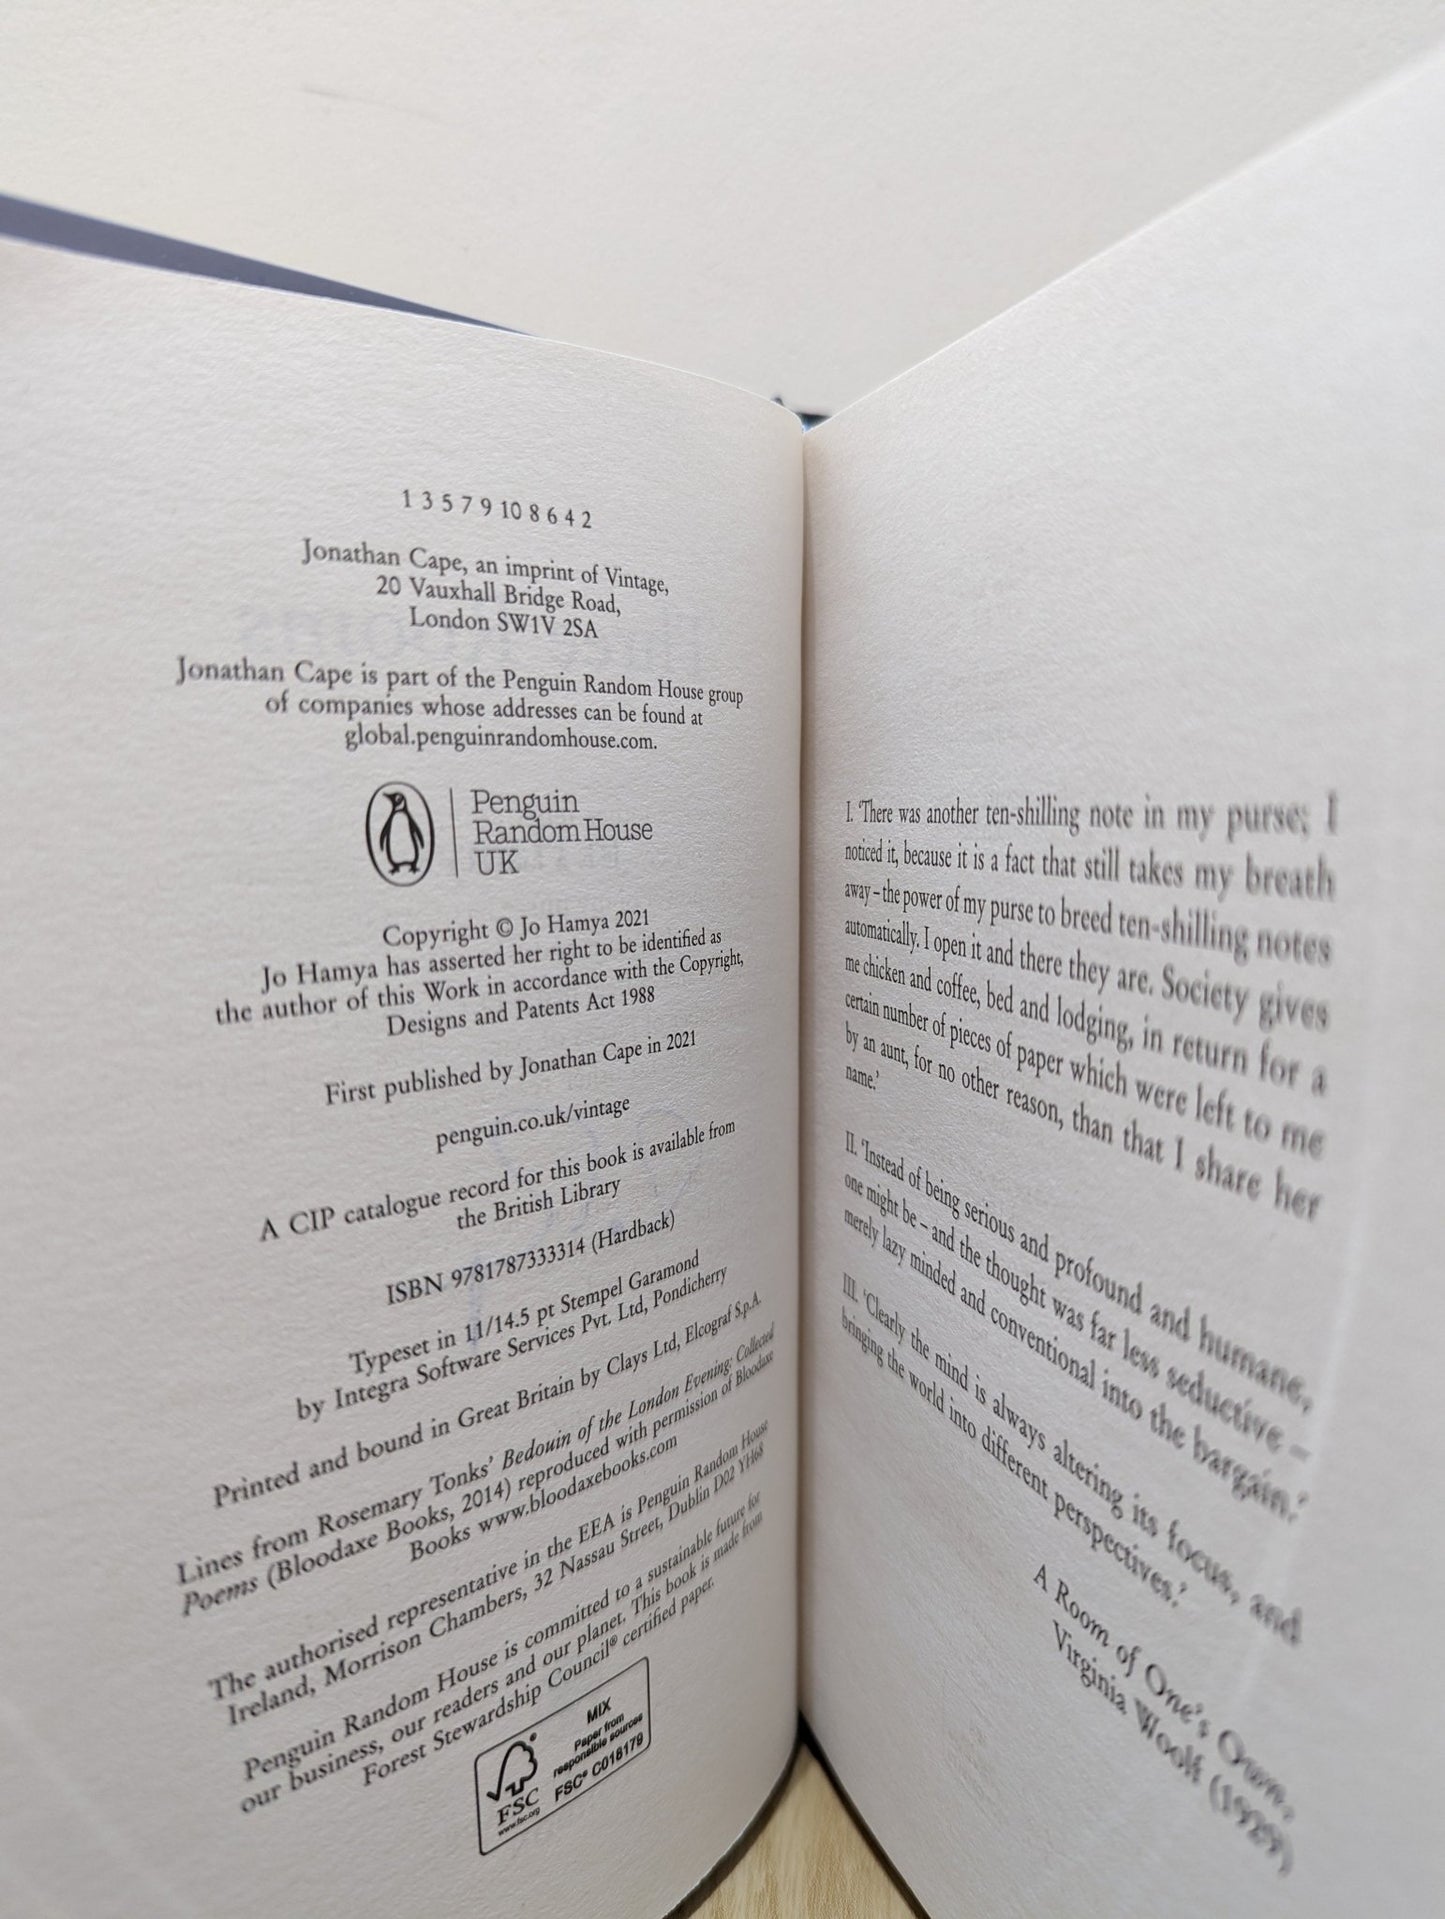 1 3 5 7 9 10 8 6 4 2
Jonathan Cape, an imprint of Vintage,
20 Vauxhall Bridge Road,
London SW1V 2SA
Jonathan Cape is part of the Penguin Random House group
of companies whose addresses can be found at
global.penguinrandomhouse.com.
Penguin
Random House
UK
Copyright © Jo Hamya 2021
Jo Hamya has asserted her right to be identified as
the author of this Work in accordance with the Copyright,
Designs and Patents Act 1988
First published by Jonathan Cape in 2021
penguin.co.uk/vintage
A CIP catalogue record for this book is available from
the British Library
ISBN 9781787333314 (Hardback)
Typeset in 11/14.5 pt Stempel Garamond
by Integra Software Services Pvt. Ltd, Pondicherry
Printed and bound in Great Britain by Clays Ltd, Elcograf S.p.A.
Lines from Rosemary Tonks’ Bedouin of the London Evening: Collected
Poems (Bloodaxe Books, 2014) reproduced with permission of Bloodaxe
Books www.bloodaxebooks.com
The authorised representative in the EEA is Penguin Random House
Ireland, Morrison Chambers, 32 Nassau Street, Dublin D02 YH68
Penguin Random House is committed to a sustainable future for
our business, our readers and our planet. This book is made from
Forest Stewardship Council® certified paper.
MIX
Paper from
responsible sources
FSC® C018179
FSC
www.fsc.org
I. ‘There was another ten-shilling note in my purse; I
noticed it, because it is a fact that still takes my breath
away – the power of my purse to breed ten-shilling notes
automatically. I open it and there they are. Society gives
me chicken and coffee, bed and lodging, in return for a
certain number of pieces of paper which were left to me
by an aunt, for no other reason, than that I share her
name.’
II. ‘Instead of being serious and profound and humane,
one might be – and the thought was far less seductive –
merely lazy minded and conventional into the bargain.’
III. ‘Clearly the mind is always altering its focus, and
bringing the world into different perspectives.’
A Room of One’s Own,
Virginia Woolf (1929)